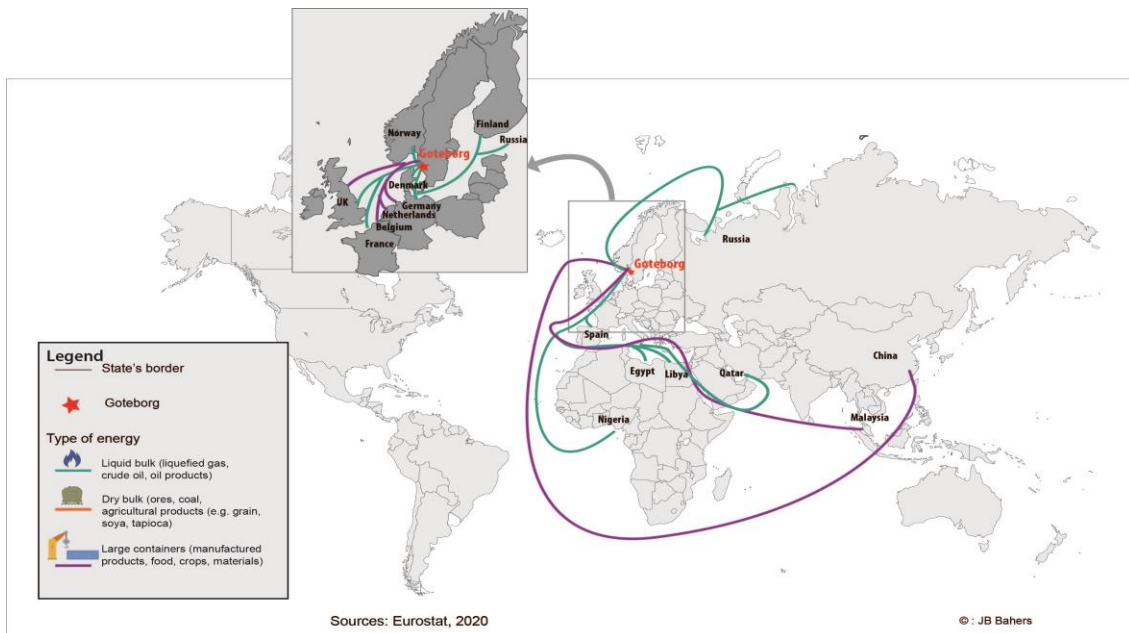 Norway
Finland
Russia
Goteborg
Denmark
UK
Germany
Netherlands
Belgium
France
Russia
Goteborg
Spain
China
Egypt
Libya
Qatar
Malaysia
Nigeria
Legend
State's border
Goteborg
Type of energy
Liquid bulk (liquefied gas,
crude oil, oil products)
Dry bulk (ores, coal,
agricultural products (e.g. grain,
soya, tapioca)
Large containers (manufactured
products, food, crops, materials)
Sources: Eurostat, 2020
© : JB Bahers